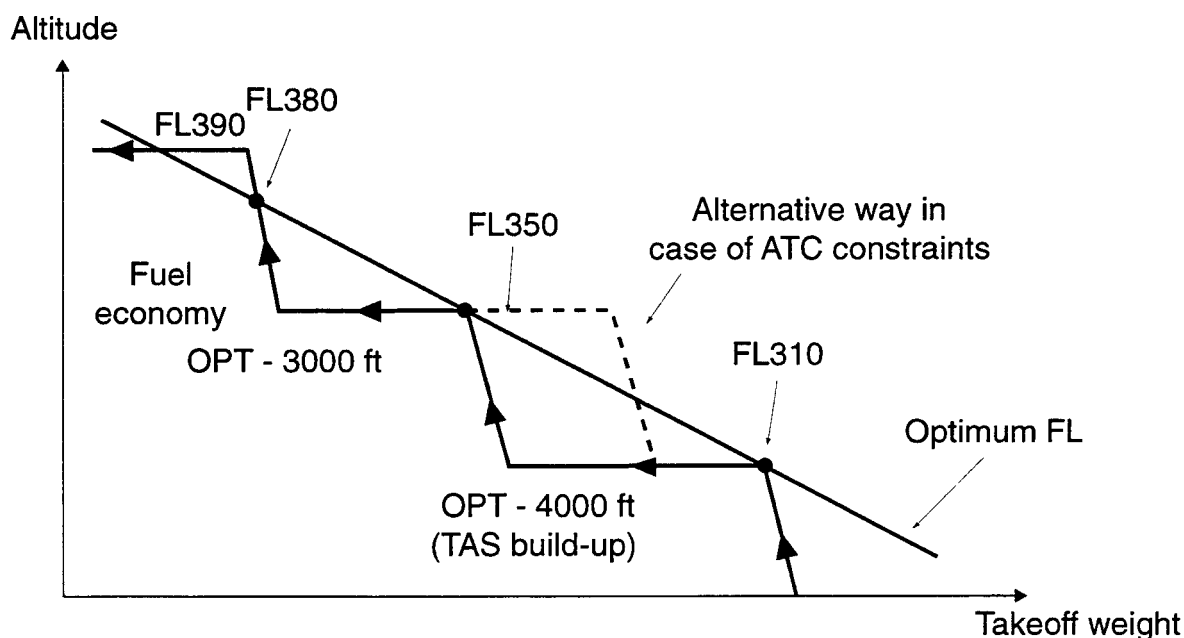 Altitude
FL380
FL390
Alternative way in
case of ATC constraints
FL350
Fuel
economy
OPT - 3000 ft
FL310
Optimum FL
OPT - 4000 ft
(TAS build-up)
Takeoff weight